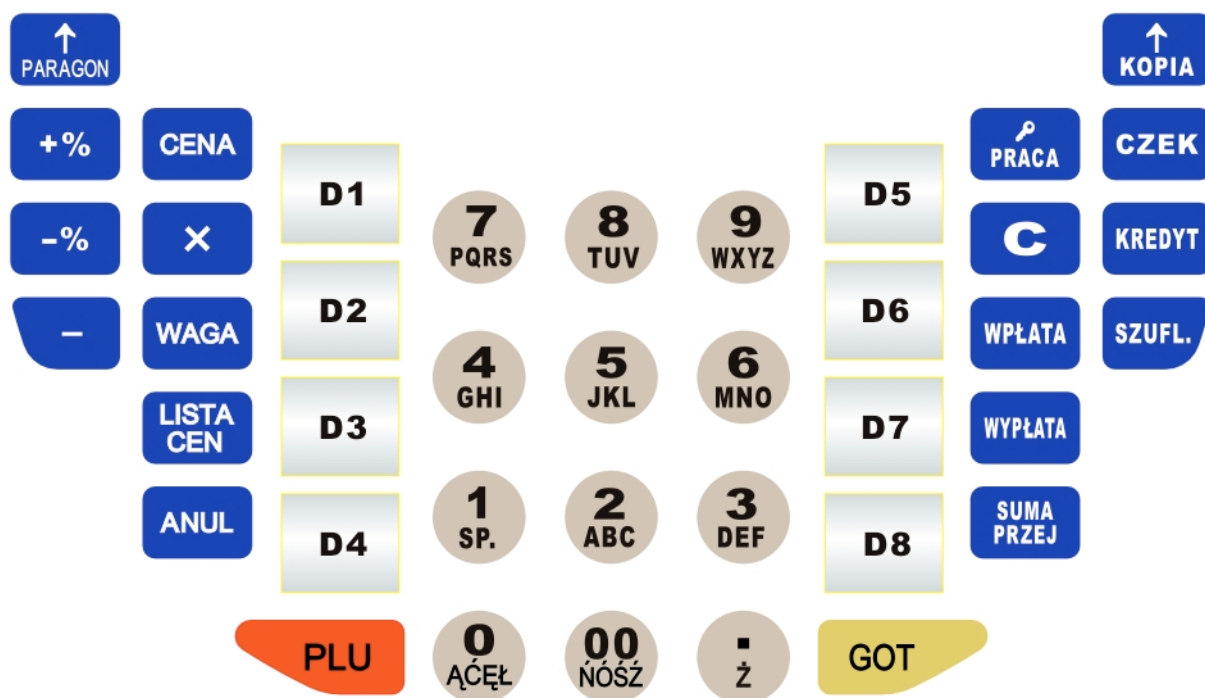 ↑
PARAGON
+%
-%
–
CENA
×
WAGA
LISTA
CEN
ANUL
D1
D2
D3
D4
PLU
7
PQRS
8
TUV
9
WXYZ
4
GHI
5
JKL
6
MNO
1
SP.
2
ABC
3
DEF
0
ĄĆĘŁ
00
ŃÓŚŹ
.
Ż
D5
D6
D7
D8
GOT
PRACA
C
WPŁATA
WYPŁATA
SUMA
PRZEJ
↑
KOPIA
CZEK
KREDYT
SZUFL.